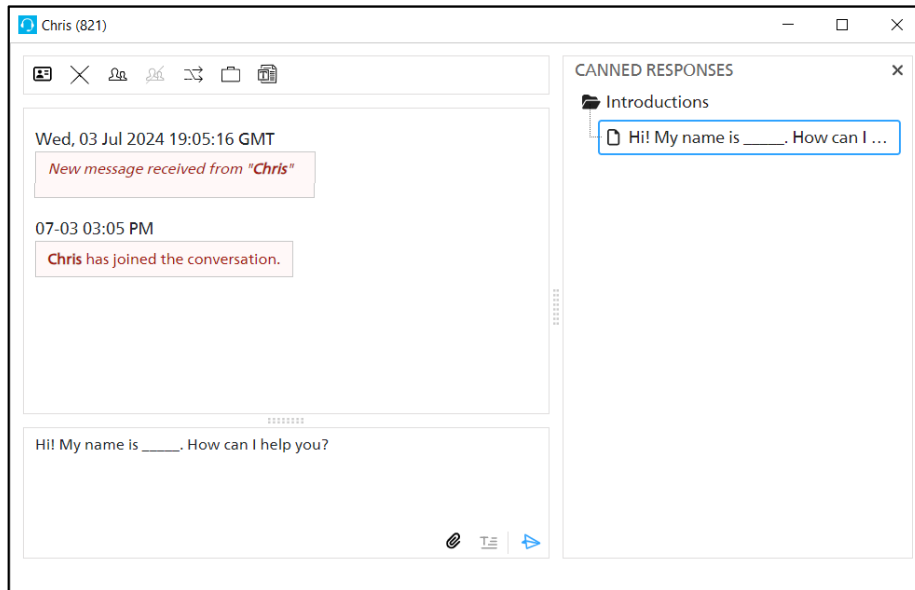 Chris (821)
CANNED RESPONSES
Introductions
Hi! My name is _____. How can I ...
Wed, 03 Jul 2024 19:05:16 GMT
New message received from "Chris"
07-03 03:05 PM
Chris has joined the conversation.
Hi! My name is _____. How can I help you?